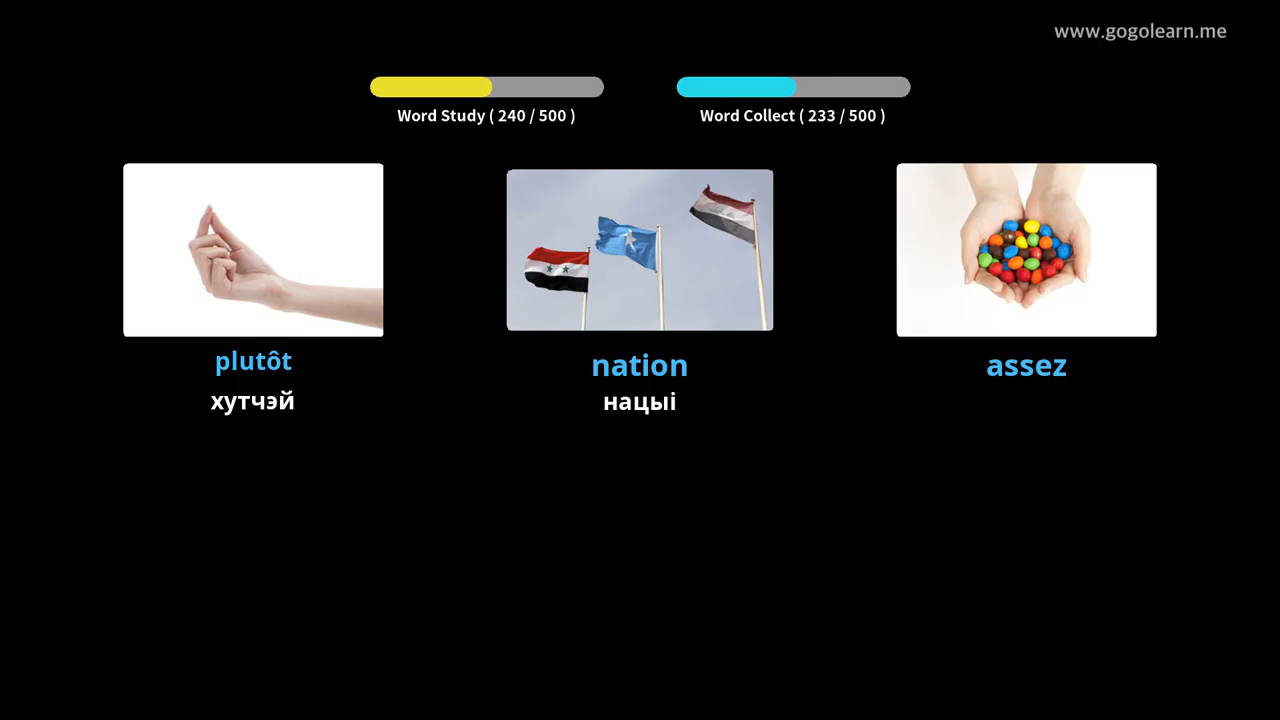 www.gogolearn.me
Word Study ( 240 / 500 )
Word Collect ( 233 / 500 )
plutôt
хутчэй
nation
нацыі
assez